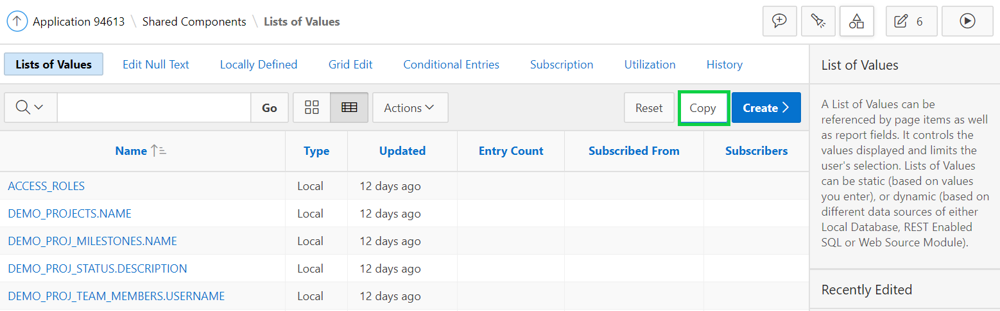 Application 94613 \ Shared Components \ Lists of Values
6
Lists of Values Edit Null Text Locally Defined Grid Edit Conditional Entries Subscription Utilization History
Go Actions Reset Copy Create
Name Type Updated Entry Count Subscribed From Subscribers
ACCESS_ROLES Local 12 days ago
DEMO_PROJECTS.NAME Local 12 days ago
DEMO_PROJ_MILESTONES.NAME Local 12 days ago
DEMO_PROJ_STATUS.DESCRIPTION Local 12 days ago
DEMO_PROJ_TEAM_MEMBERS.USERNAME Local 12 days ago
List of Values
A List of Values can be
referenced by page items as well
as report fields. It controls the
values displayed and limits the
user's selection. Lists of Values
can be static (based on values
you enter), or dynamic (based on
different data sources of either
Local Database, REST Enabled
SQL or Web Source Module).
Recently Edited